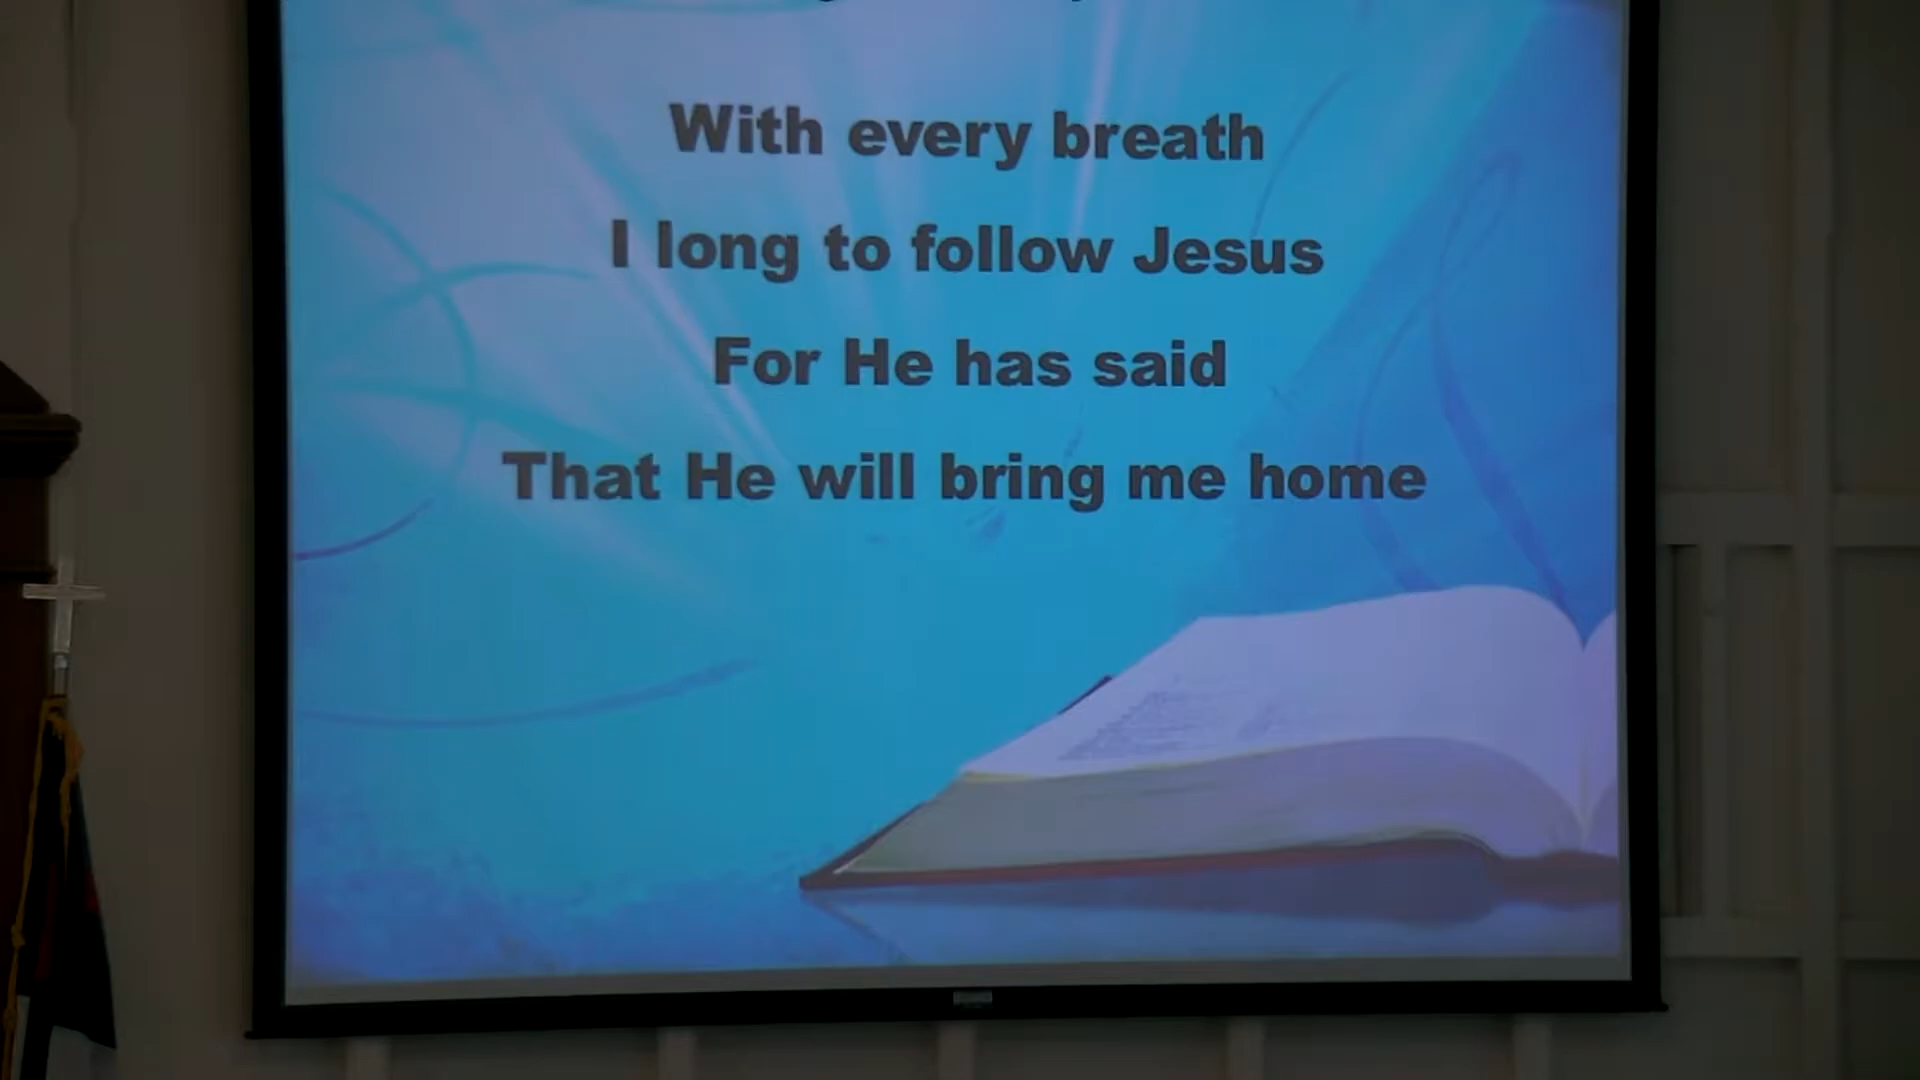 With every breath
I long to follow Jesus
For He has said
That He will bring me home